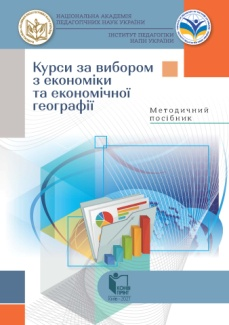 НАЦІОНАЛЬНА АКАДЕМІЯ
ПЕДАГОГІЧНИХ НАУК УКРАЇНИ
ІНСТИТУТ ПЕДАГОГІКИ
НАПН УКРАЇНИ
Курси за вибором
з економіки
та економічної
географії
Методичний
посібник